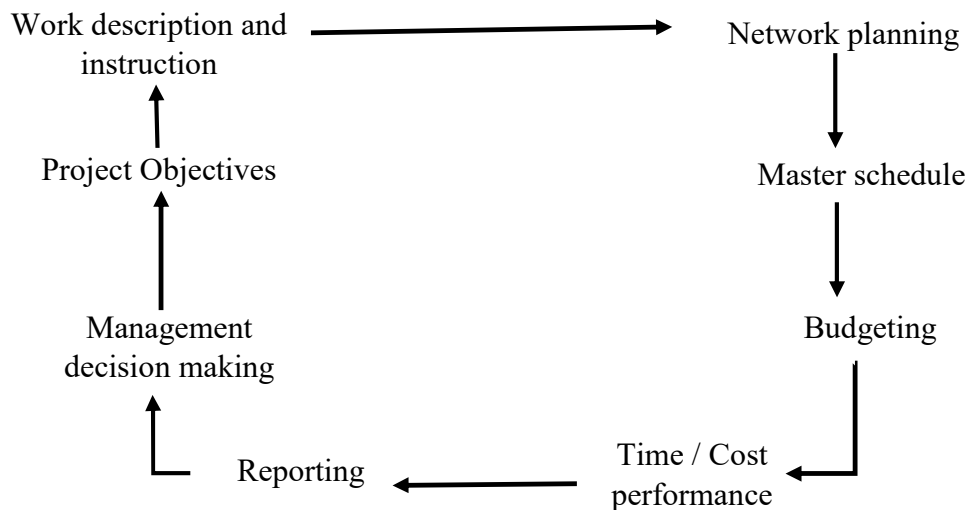 Work description and
instruction
Network planning
Project Objectives
Master schedule
Management
decision making
Budgeting
Reporting
Time / Cost
performance